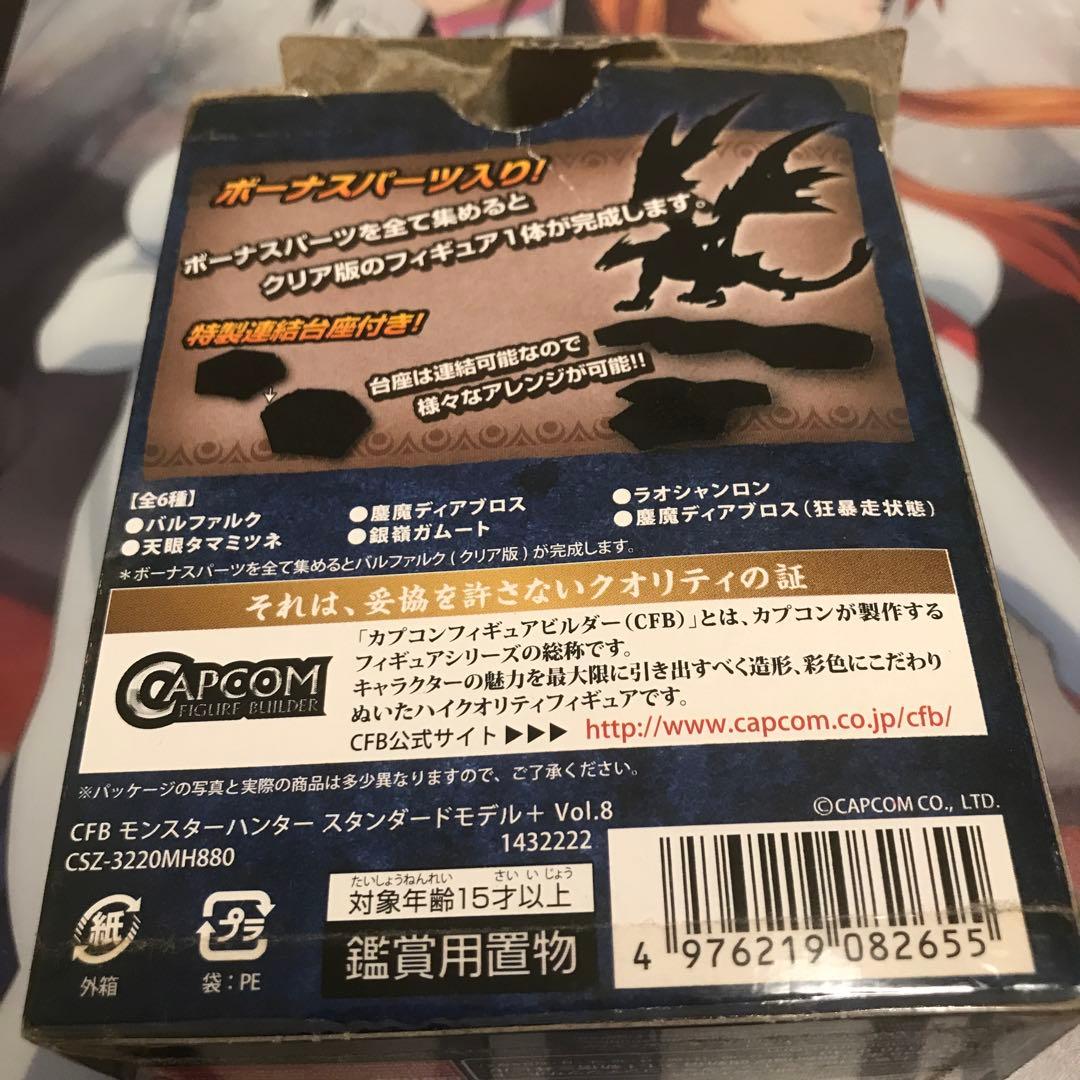 ボーナスパーツ入り!
ボーナスパーツを全て集めると
クリア版のフィギュア1体が完成します。
特製連結台座付き!
台座は連結可能なので
様々なアレンジが可能!!
【全6種】
●バルファルク
●天眼タマミツネ
●鏖魔ディアブロス
●銀嶺ガムート
●ラオシャンロン
●鏖魔ディアブロス(狂暴走状態)
*ボーナスパーツを全て集めるとバルファルク(クリア版)が完成します。
それは、妥協を許さないクオリティの証
CAPCOM
FIGURE BUILDER
「カプコンフィギュアビルダー(CFB)」とは、カプコンが製作する
フィギュアシリーズの総称です。
キャラクターの魅力を最大限に引き出すべく造形、彩色にこだわり
ぬいたハイクオリティフィギュアです。
CFB公式サイト▶▶▶ http://www.capcom.co.jp/cfb/
※パッケージの写真と実際の商品は多少異なりますので、ご了承ください。
©CAPCOM CO., LTD.
CFB モンスターハンター スタンダードモデル+ Vol.8
CSZ-3220MH880
1432222
紙
外箱
プラ
袋:PE
たいしょうねんれい さい い じょう
対象年齢15才以上
鑑賞用置物
4 976219 082655